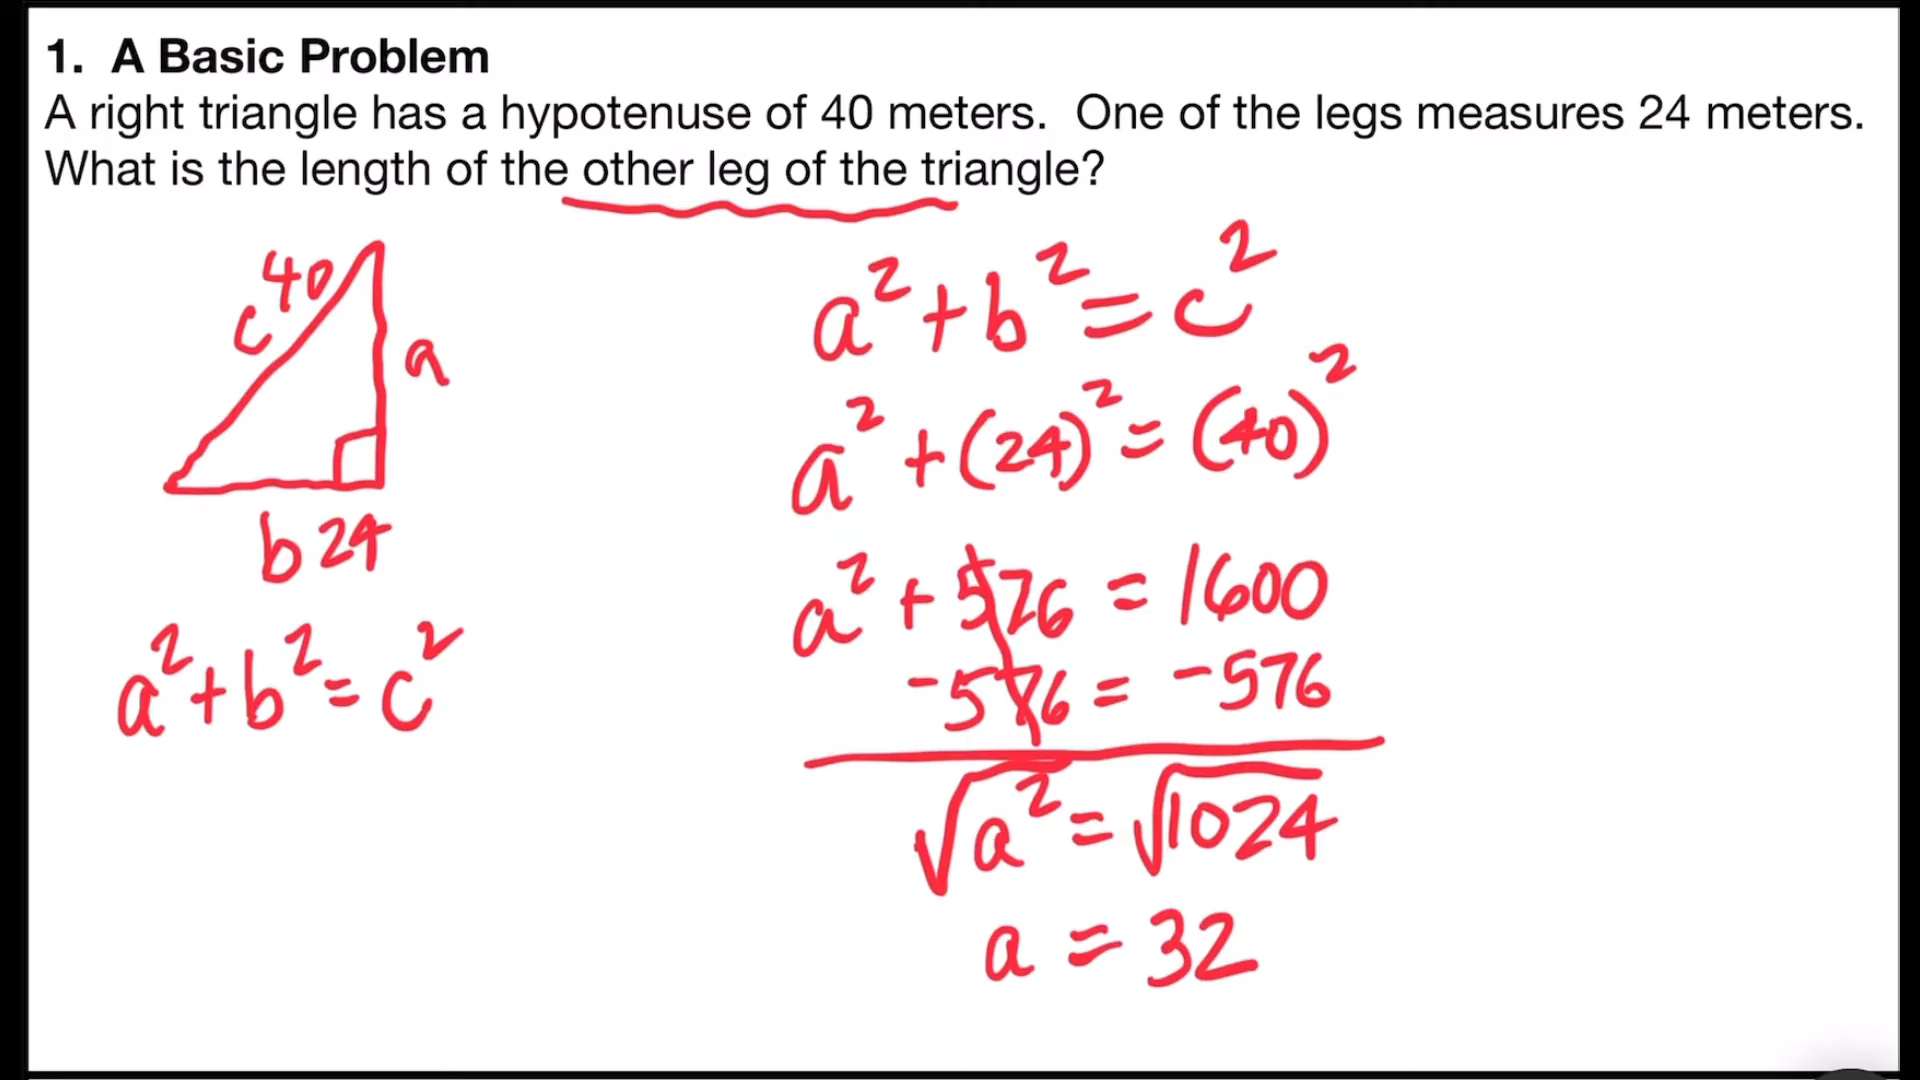 1. A Basic Problem
A right triangle has a hypotenuse of 40 meters. One of the legs measures 24 meters.
What is the length of the other leg of the triangle?
40
c
a
b 24
a²+b²=c²
a²+b²=c²
a²+(24)²=(40)²
a²+576=1600
-576=-576
√a²=√1024
a=32